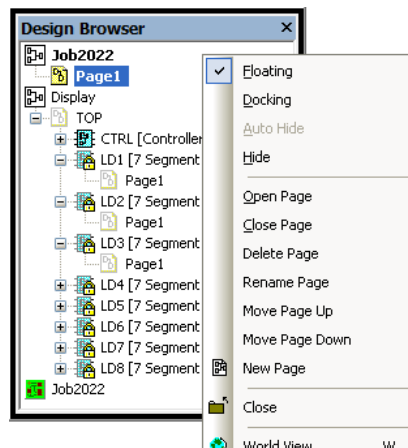 Design Browser
Job2022
Page1
Display
TOP
CTRL [Controller
LD1 [7 Segment
Page1
LD2 [7 Segment
Page1
LD3 [7 Segment
Page1
LD4 [7 Segment
LD5 [7 Segment
LD6 [7 Segment
LD7 [7 Segment
LD8 [7 Segment
Job2022
Floating
Docking
Auto Hide
Hide
Open Page
Close Page
Delete Page
Rename Page
Move Page Up
Move Page Down
New Page
Close
World View W